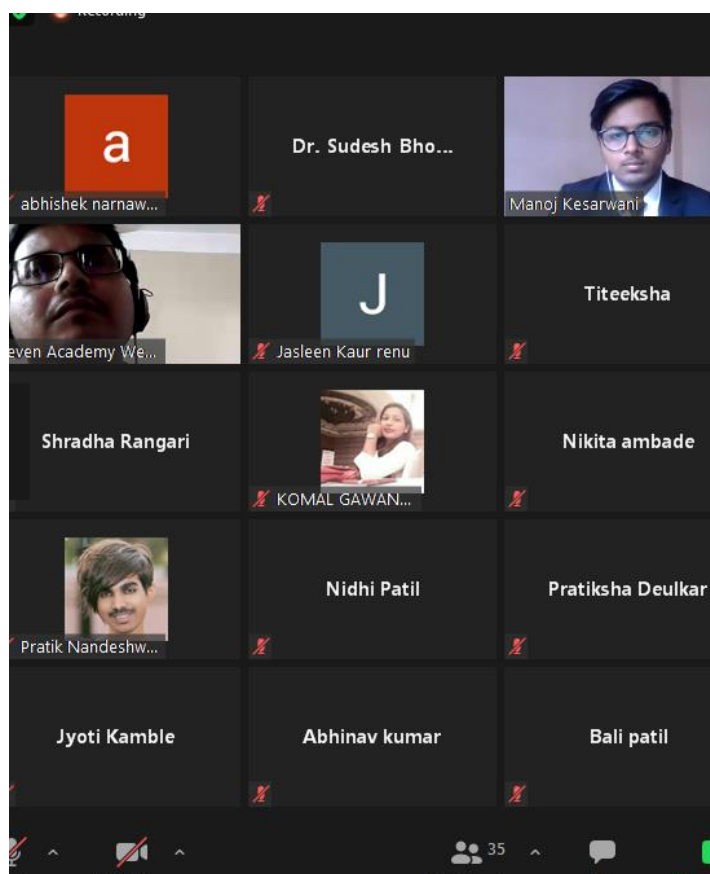 Recording
a
abhishek narnaw...
Dr. Sudesh Bho...
Manoj Kesarwani
even Academy We...
J
Jasleen Kaur renu
Titeeksha
Shradha Rangari
KOMAL GAWAN...
Nikita ambade
Pratik Nandeshw...
Nidhi Patil
Pratiksha Deulkar
Jyoti Kamble
Abhinav kumar
Bali patil
35